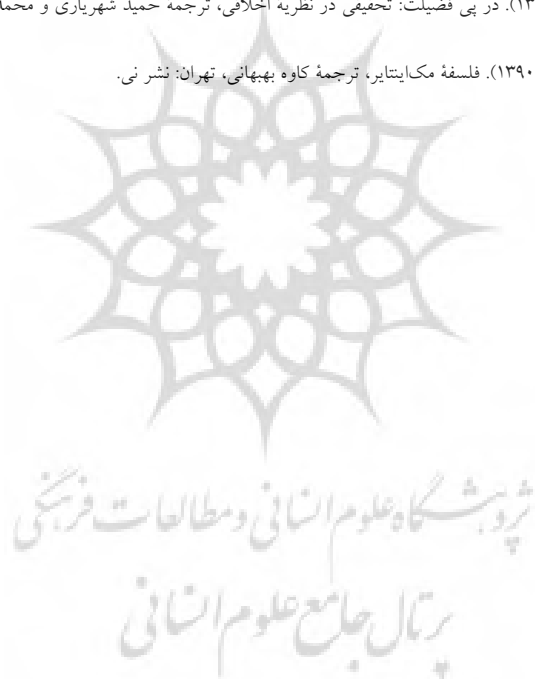 ۱۳). در پی فضیلت: تحقیقی در نظریه اخلاقی، ترجمه حمید شهریاری و محمد
۱۳۹۰). فلسفهٔ مک‌اینتایر، ترجمهٔ کاوه بهبهانی، تهران: نشر نی.
پژوهشگاه علوم انسانی و مطالعات فرهنگی
پرتال جامع علوم انسانی